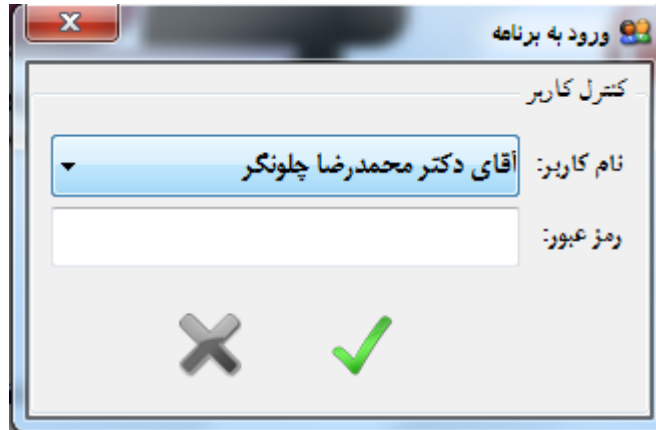 ورود به برنامه
کنترل کاربر
نام کاربر: آقای دکتر محمدرضا چلونگر
رمز عبور: